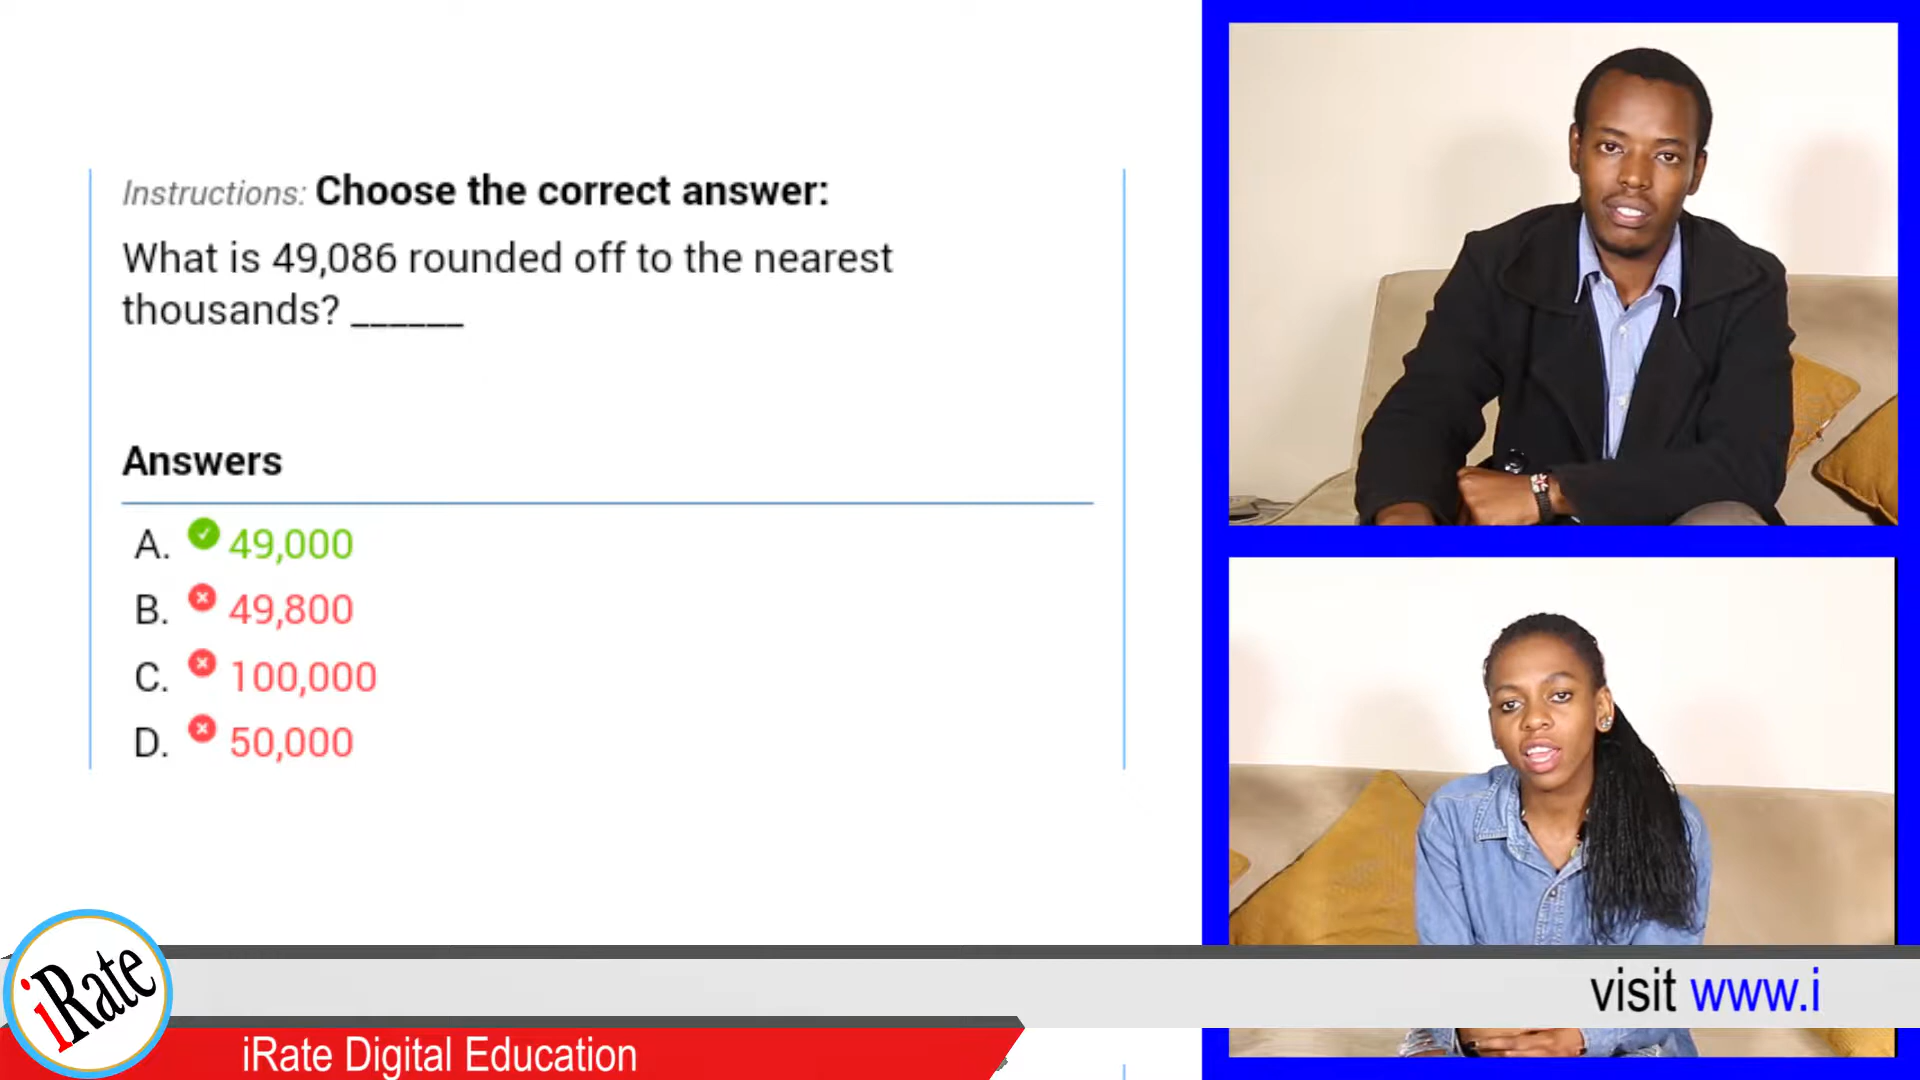 Instructions: Choose the correct answer:
What is 49,086 rounded off to the nearest
thousands? ______
Answers
A. 49,000
B. 49,800
C. 100,000
D. 50,000
visit www.i
iRate
iRate Digital Education